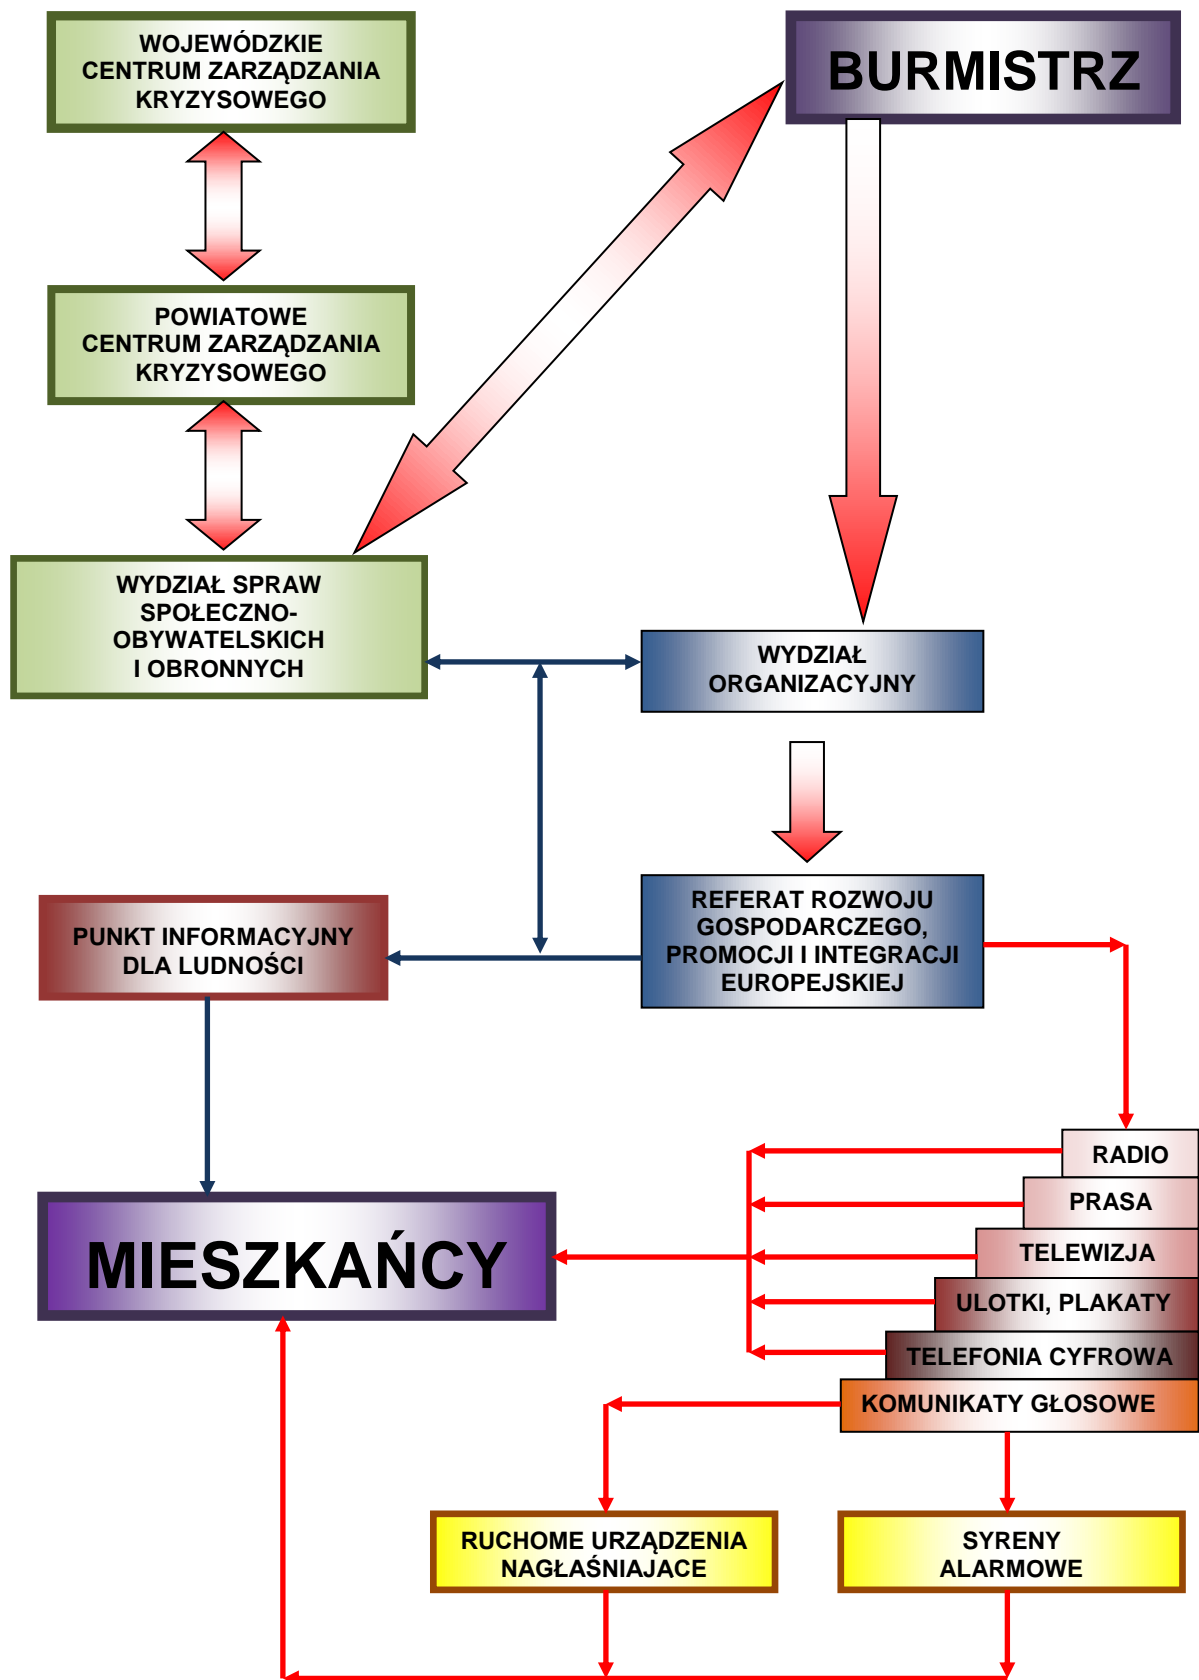 WOJEWÓDZKIE
CENTRUM ZARZĄDZANIA
KRYZYSOWEGO
BURMISTRZ
POWIATOWE
CENTRUM ZARZĄDZANIA
KRYZYSOWEGO
WYDZIAŁ SPRAW
SPOŁECZNO-
OBYWATELSKICH
I OBRONNYCH
WYDZIAŁ
ORGANIZACYJNY
REFERAT ROZWOJU
GOSPODARCZEGO,
PROMOCJI I INTEGRACJI
EUROPEJSKIEJ
PUNKT INFORMACYJNY
DLA LUDNOŚCI
RADIO
PRASA
TELEWIZJA
ULOTKI, PLAKATY
TELEFONIA CYFROWA
KOMUNIKATY GŁOSOWE
MIESZKAŃCY
RUCHOME URZĄDZENIA
NAGŁAŚNIAJACE
SYRENY
ALARMOWE